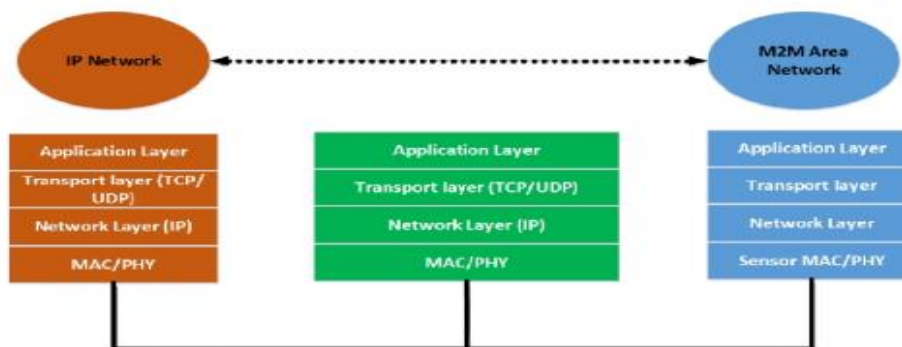 IP Network
M2M Area
Network
Application Layer
Transport layer (TCP/
UDP)
Network Layer (IP)
MAC/PHY
Application Layer
Transport layer (TCP/UDP)
Network Layer (IP)
MAC/PHY
Application Layer
Transport layer
Network Layer
Sensor MAC/PHY